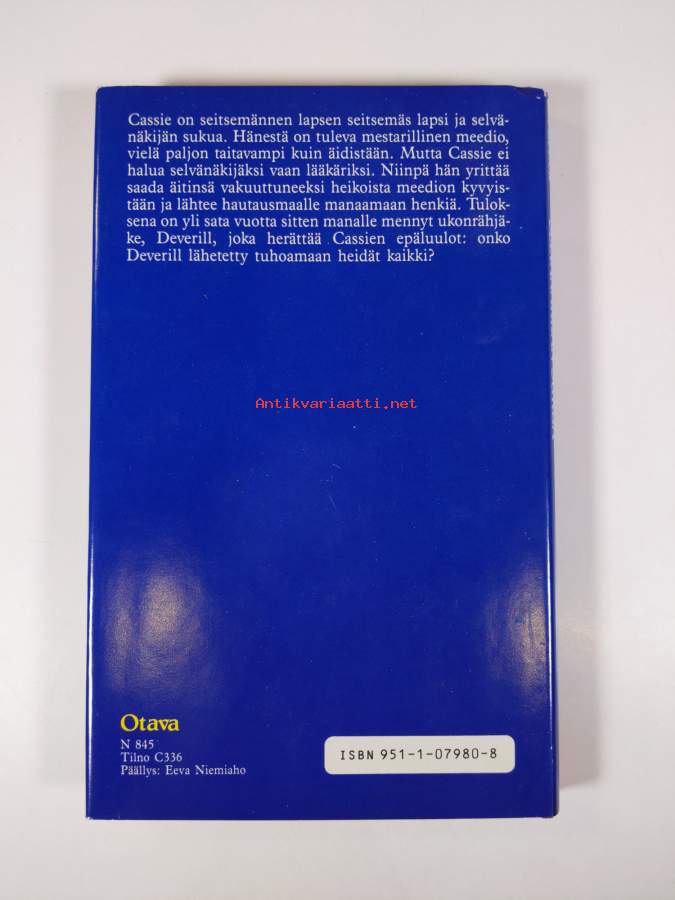 Cassie on seitsemännen lapsen seitsemäs lapsi ja selvä-
näkijän sukua. Hänestä on tuleva mestarillinen meedio,
vielä paljon taitavampi kuin äidistään. Mutta Cassie ei
halua selvänäkijäksi vaan lääkäriksi. Niinpä hän yrittää
saada äitinsä vakuuttuneeksi heikoista meedion kyvyis-
tään ja lähtee hautausmaalle manaamaan henkiä. Tulok-
sena on yli sata vuotta sitten manalle mennyt ukonrähjä-
ke, Deverill, joka herättää Cassien epäluulot: onko
Deverill lähetetty tuhoamaan heidät kaikki?
Antikvariaatti.net
Otava
N 845
Tilno C336
Päällys: Eeva Niemiaho
ISBN 951-1-07980-8